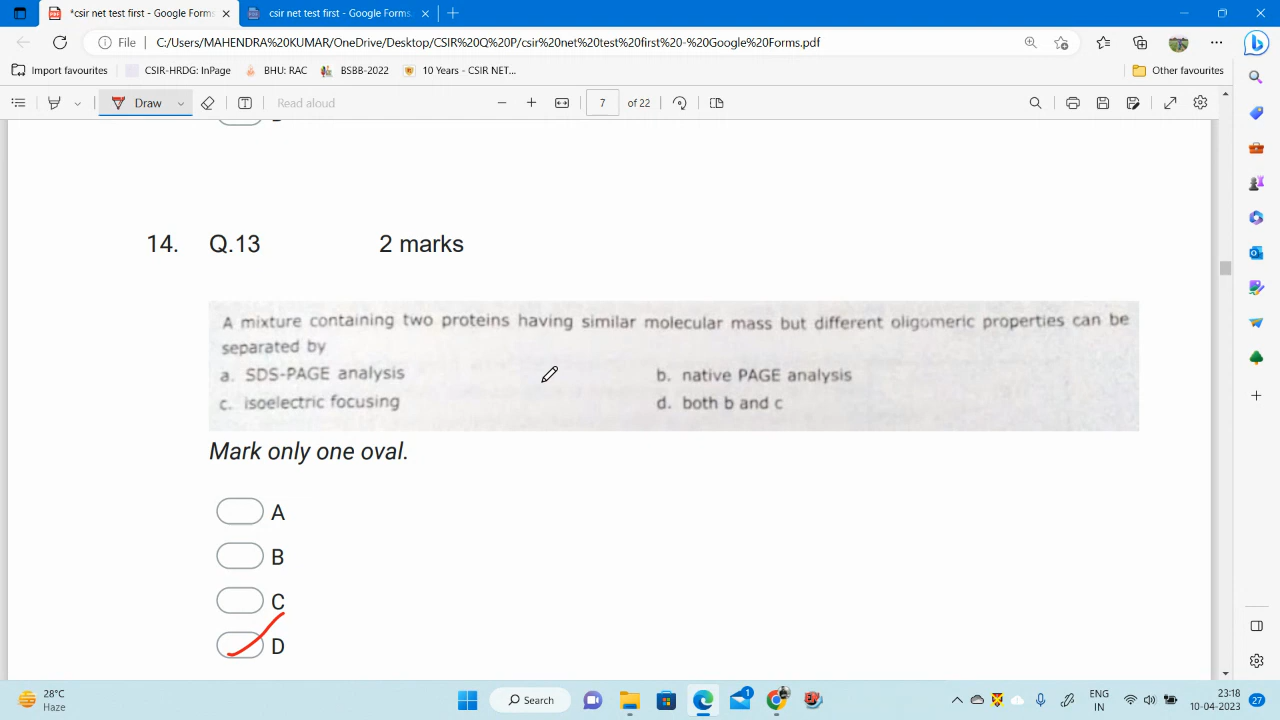 *csir net test first - Google Forms
csir net test first - Google Forms.
File
C:/Users/MAHENDRA%20KUMAR/OneDrive/Desktop/CSIR%20Q%20P/csir%20net%20test%20first%20-%20Google%20Forms.pdf
Import favourites
CSIR-HRDG: InPage
BHU: RAC
BSBB-2022
10 Years - CSIR NET...
Other favourites
Draw
Read aloud
7
of 22
14. Q.13 2 marks
A mixture containing two proteins having similar molecular mass but different oligomeric properties can be
separated by
a. SDS-PAGE analysis
b. native PAGE analysis
c. isoelectric focusing
d. both b and c
Mark only one oval.
A
B
C
D
28°C
Haze
Search
1
ENG
IN
23:18
10-04-2023
27